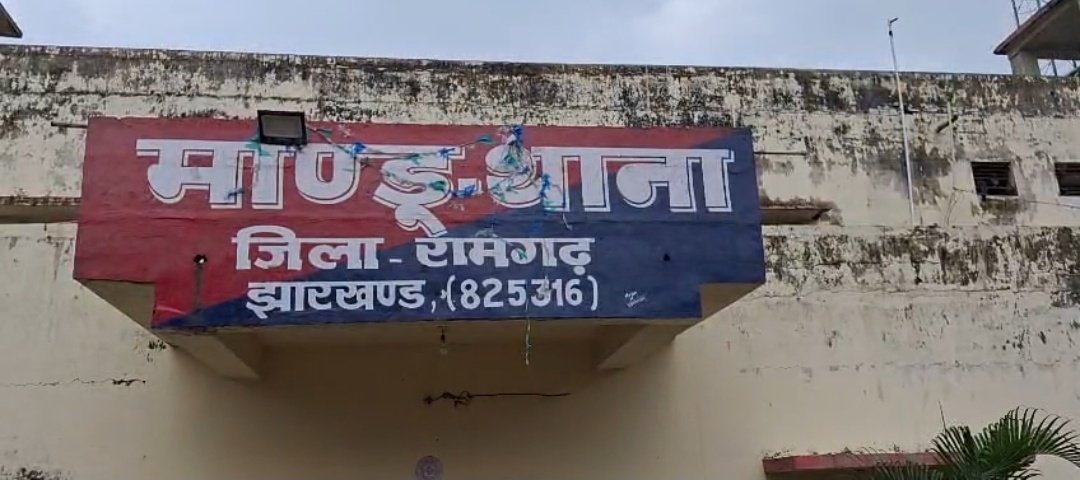 माण्डू-थाना
जिला - रामगढ़
झारखण्ड, (825316)